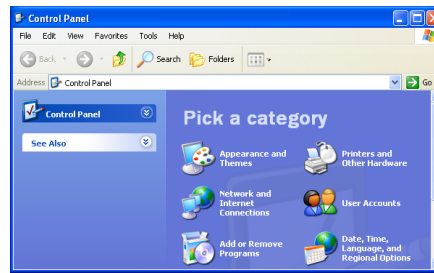 Control Panel
File Edit View Favorites Tools Help
Back Search Folders
Address Control Panel Go
Control Panel
See Also
Pick a category
Appearance and
Themes
Printers and
Other Hardware
Network and
Internet
Connections
User Accounts
Add or Remove
Programs
Date, Time,
Language, and
Regional Options